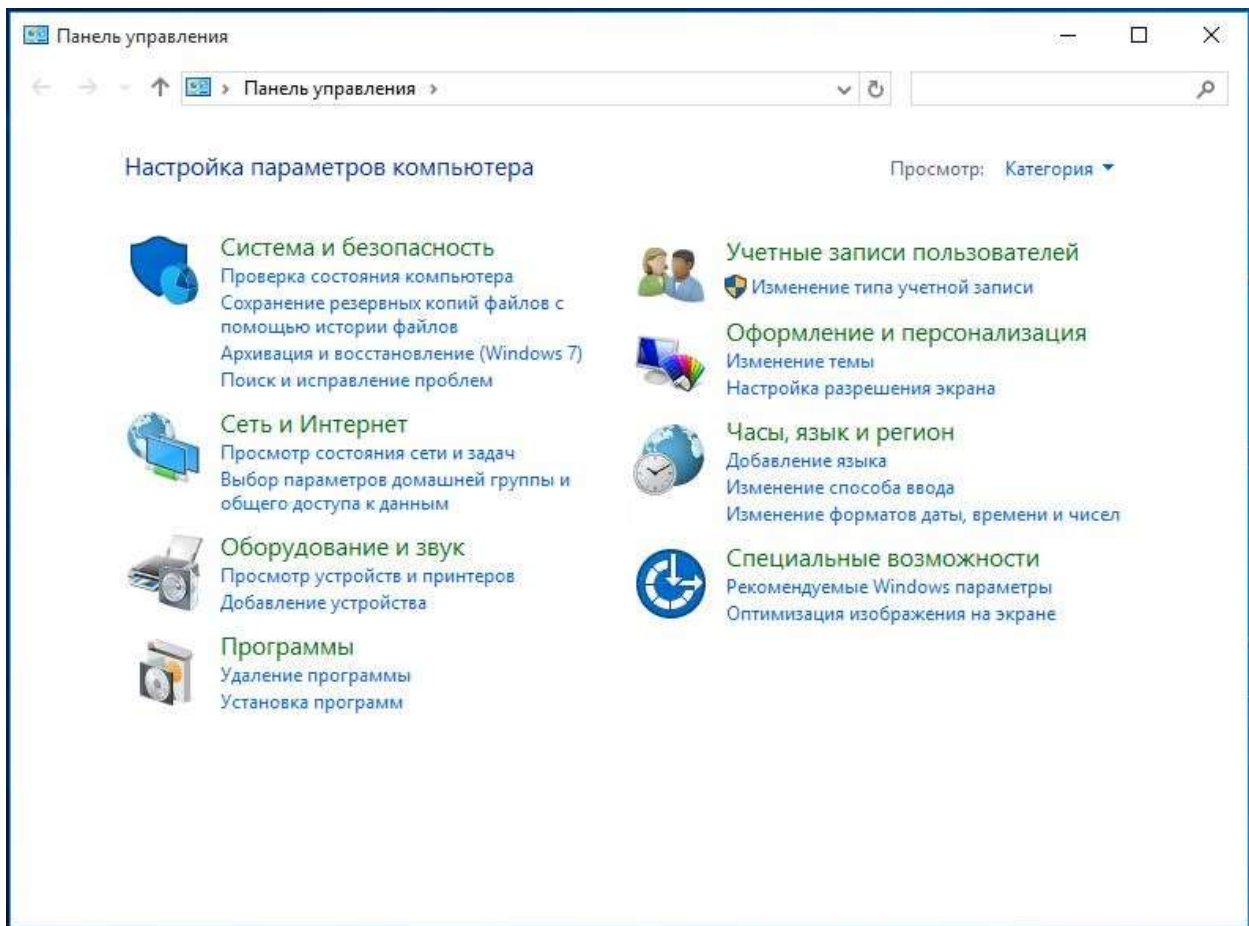 Панель управления
Панель управления
Настройка параметров компьютера
Просмотр: Категория
Система и безопасность
Проверка состояния компьютера
Сохранение резервных копий файлов с
помощью истории файлов
Архивация и восстановление (Windows 7)
Поиск и исправление проблем
Сеть и Интернет
Просмотр состояния сети и задач
Выбор параметров домашней группы и
общего доступа к данным
Оборудование и звук
Просмотр устройств и принтеров
Добавление устройства
Программы
Удаление программы
Установка программ
Учетные записи пользователей
Изменение типа учетной записи
Оформление и персонализация
Изменение темы
Настройка разрешения экрана
Часы, язык и регион
Добавление языка
Изменение способа ввода
Изменение форматов даты, времени и чисел
Специальные возможности
Рекомендуемые Windows параметры
Оптимизация изображения на экране